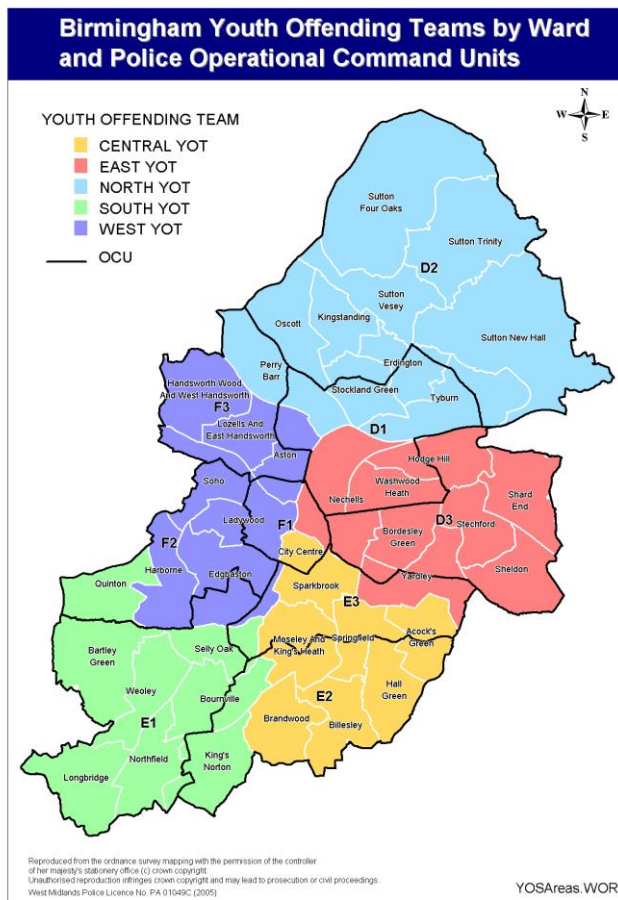 Birmingham Youth Offending Teams by Ward
and Police Operational Command Units
N
W E
S
YOUTH OFFENDING TEAM
CENTRAL YOT
EAST YOT
NORTH YOT
SOUTH YOT
WEST YOT
OCU
Sutton
Four Oaks
Sutton Trinity
D2
Sutton
Vesey
Oscott
Kingstanding
Sutton New Hall
Erdington
Perry
Barr
Handsworth Wood
And West Handsworth
Stockland Green
Tyburn
F3
Lozells And
East Handsworth
D1
Aston
Hodge Hill
Soho
Washwood
Heath
Nechells
Shard
End
Ladywood
F1
D3
Stechford
Bordesley
Green
F2
City Centre
Harborne
Edgbaston
Sheldon
Quinton
Yardley
Sparkbrook
E3
Acock's
Green
Moseley And
King's Heath
Springfield
Selly Oak
Bartley
Green
Weoley
Hall
Green
Bournville
E2
Brandwood
Billesley
E1
King's
Norton
Northfield
Longbridge
Reproduced from the ordnance survey mapping with the permission of the controller
of her majesty's stationery office (c) crown copyright.
Unauthorised reproduction infringes crown copyright and may lead to prosecution or civil proceedings.
West Midlands Police Licence No. PA 01049C (2005)
YOSAreas.WOR